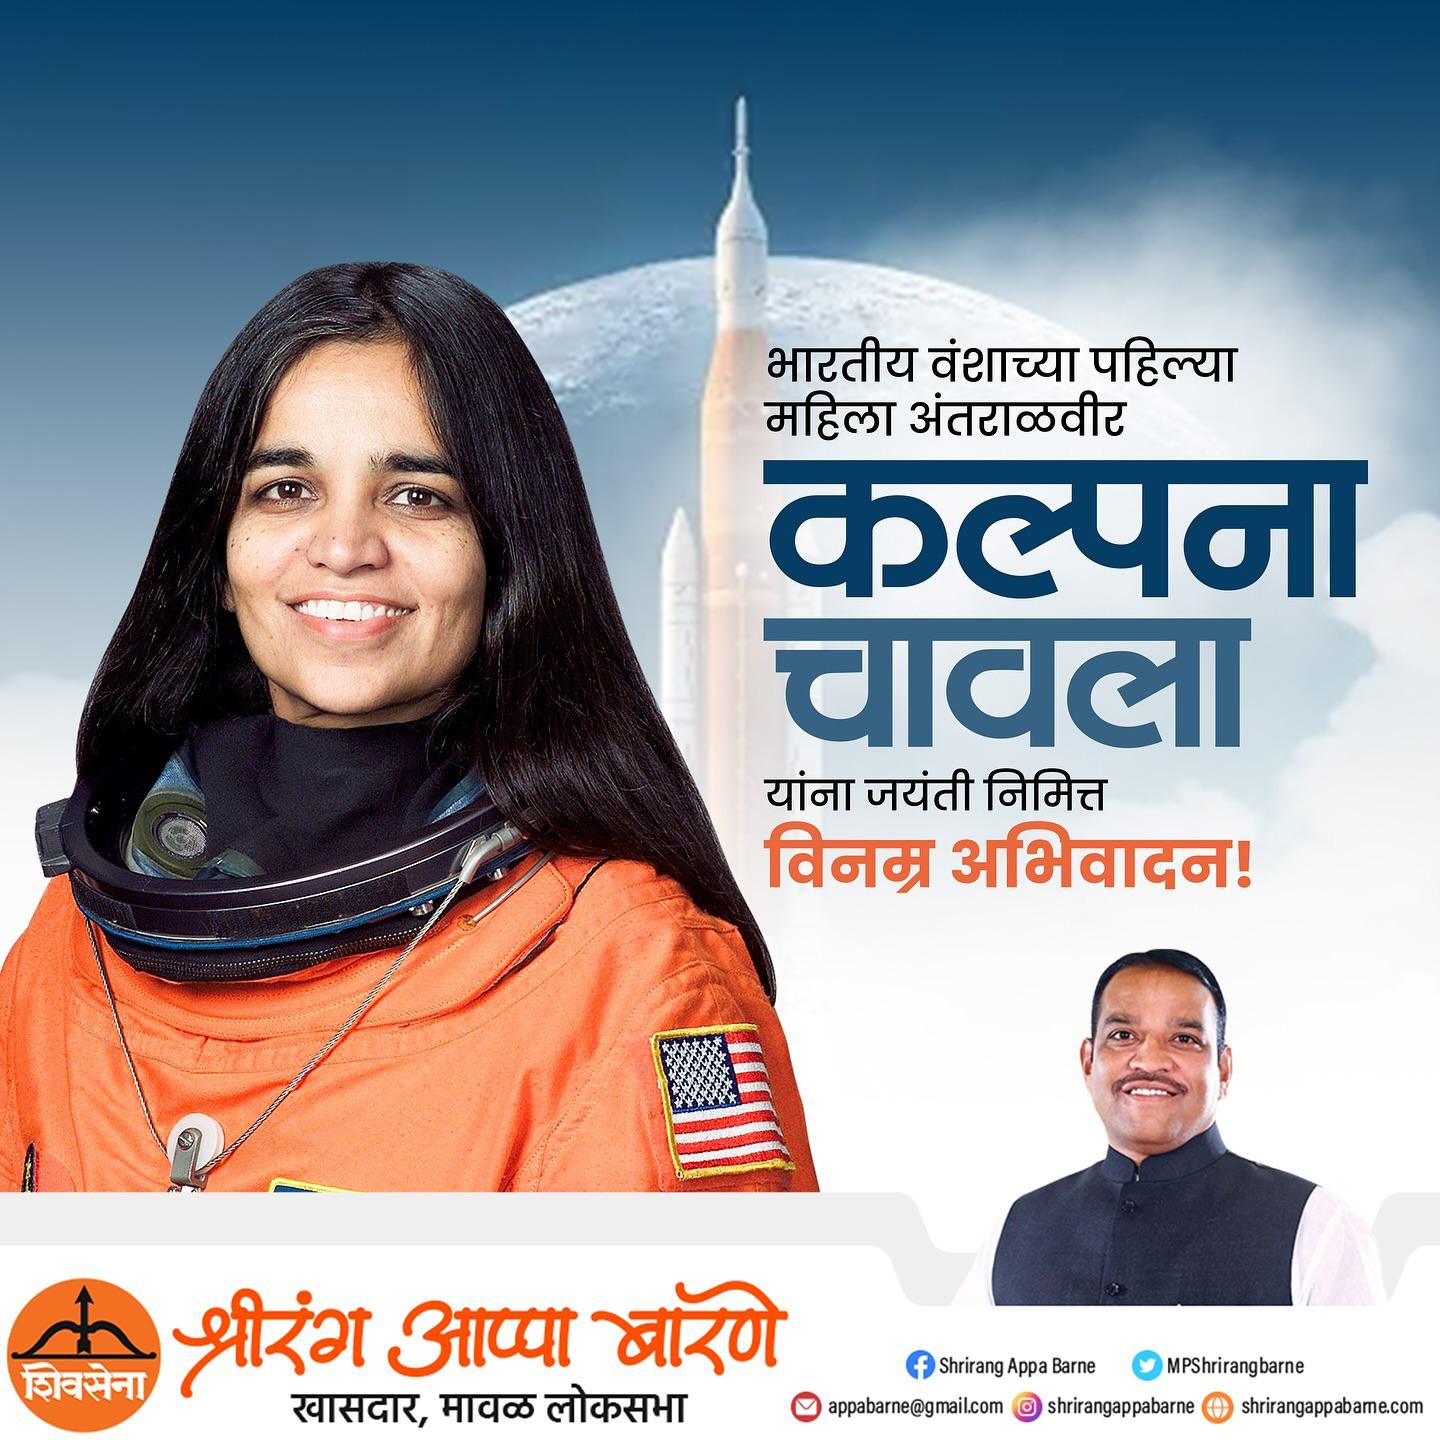 भारतीय वंशाच्या पहिल्या
महिला अंतराळवीर
कल्पना
चावला
यांना जयंती निमित्त
विनम्र अभिवादन!
शिवसेना
श्रीरंग आप्पा बारणे
खासदार, मावळ लोकसभा
Shrirang Appa Barne MPShrirangbarne
appabarne@gmail.com shrirangappabarne shrirangappabarne.com